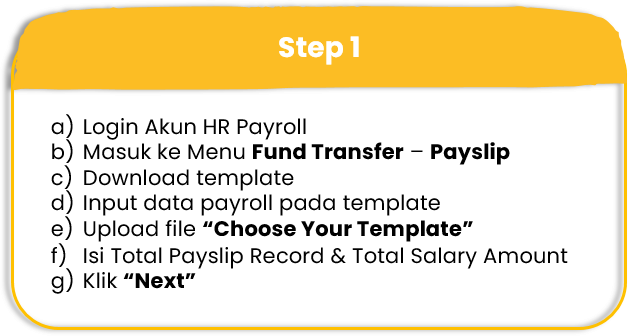 Step 1
a) Login Akun HR Payroll
b) Masuk ke Menu Fund Transfer – Payslip
c) Download template
d) Input data payroll pada template
e) Upload file “Choose Your Template”
f) Isi Total Payslip Record & Total Salary Amount
g) Klik “Next”